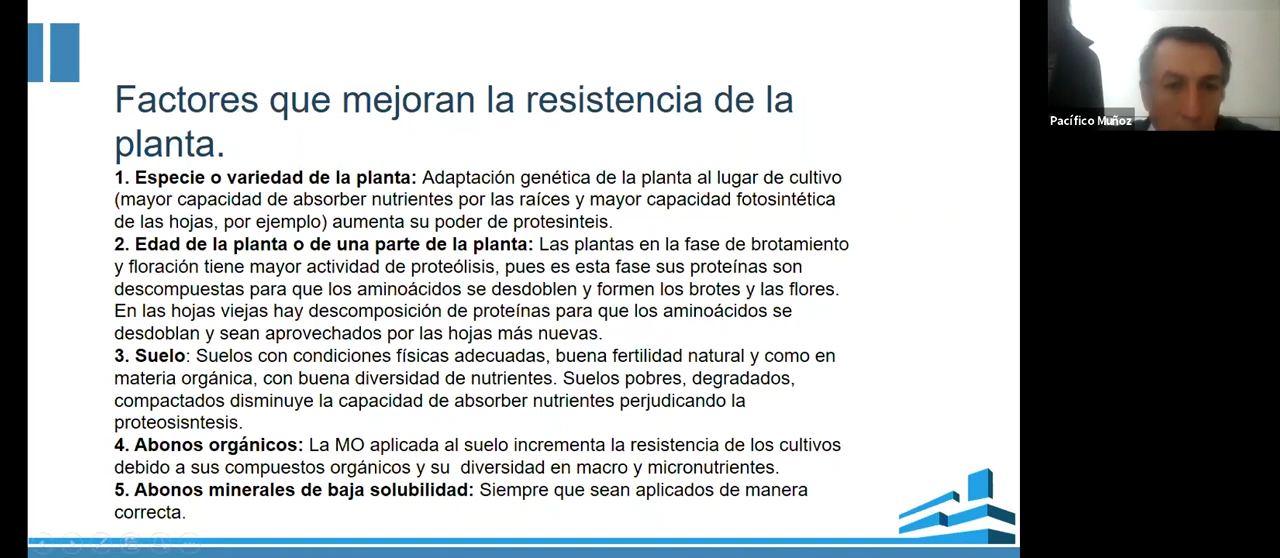 Factores que mejoran la resistencia de la
planta.
1. Especie o variedad de la planta: Adaptación genética de la planta al lugar de cultivo
(mayor capacidad de absorber nutrientes por las raíces y mayor capacidad fotosintética
de las hojas, por ejemplo) aumenta su poder de protesinteis.
2. Edad de la planta o de una parte de la planta: Las plantas en la fase de brotamiento
y floración tiene mayor actividad de proteólisis, pues es esta fase sus proteínas son
descompuestas para que los aminoácidos se desdoblen y formen los brotes y las flores.
En las hojas viejas hay descomposición de proteínas para que los aminoácidos se
desdoblan y sean aprovechados por las hojas más nuevas.
3. Suelo: Suelos con condiciones físicas adecuadas, buena fertilidad natural y como en
materia orgánica, con buena diversidad de nutrientes. Suelos pobres, degradados,
compactados disminuye la capacidad de absorber nutrientes perjudicando la
proteosisntesis.
4. Abonos orgánicos: La MO aplicada al suelo incrementa la resistencia de los cultivos
debido a sus compuestos orgánicos y su diversidad en macro y micronutrientes.
5. Abonos minerales de baja solubilidad: Siempre que sean aplicados de manera
correcta.
Pacífico Muñoz